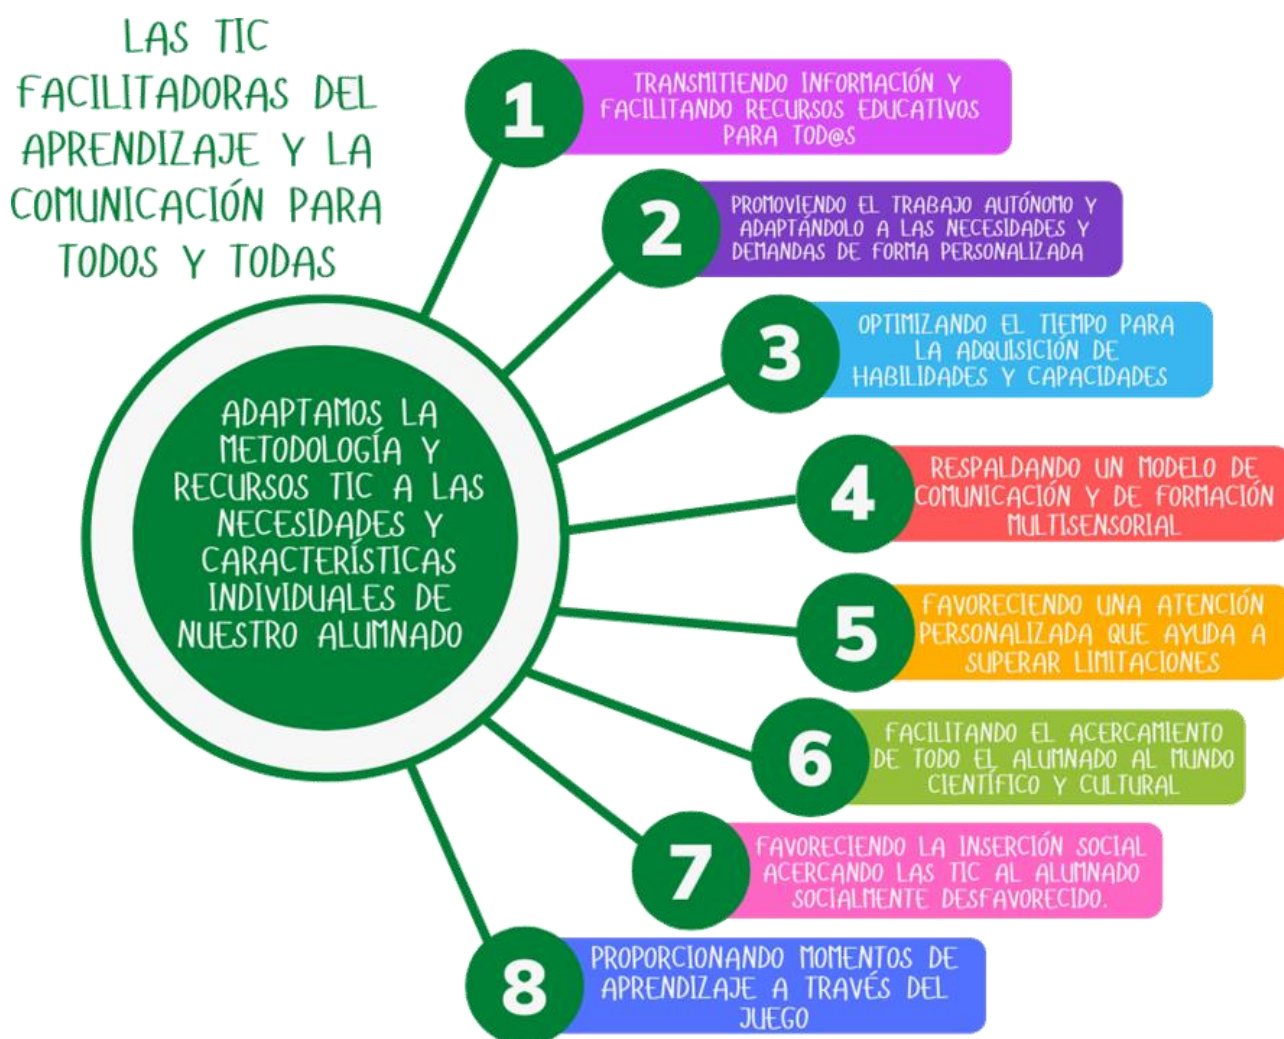 LAS TIC
FACILITADORAS DEL
APRENDIZAJE Y LA
COMUNICACIÓN PARA
TODOS Y TODAS
ADAPTAMOS LA
METODOLOGÍA Y
RECURSOS TIC A LAS
NECESIDADES Y
CARACTERÍSTICAS
INDIVIDUALES DE
NUESTRO ALUMNADO
1
TRANSMITIENDO INFORMACIÓN Y
FACILITANDO RECURSOS EDUCATIVOS
PARA TOD@S
2
PROMOVIENDO EL TRABAJO AUTÓNOMO Y
ADAPTÁNDOLO A LAS NECESIDADES Y
DEMANDAS DE FORMA PERSONALIZADA
3
OPTIMIZANDO EL TIEMPO PARA
LA ADQUISICIÓN DE
HABILIDADES Y CAPACIDADES
4
RESPALDANDO UN MODELO DE
COMUNICACIÓN Y DE FORMACIÓN
MULTISENSORIAL
5
FAVORECIENDO UNA ATENCIÓN
PERSONALIZADA QUE AYUDA A
SUPERAR LIMITACIONES
6
FACILITANDO EL ACERCAMIENTO
DE TODO EL ALUMNADO AL MUNDO
CIENTÍFICO Y CULTURAL
7
FAVORECIENDO LA INSERCIÓN SOCIAL
ACERCANDO LAS TIC AL ALUMNADO
SOCIALMENTE DESFAVORECIDO.
8
PROPORCIONANDO MOMENTOS DE
APRENDIZAJE A TRAVÉS DEL
JUEGO